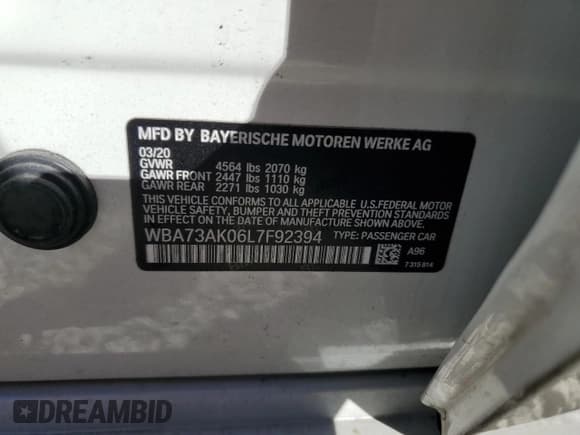 MFD BY BAYERISCHE MOTOREN WERKE AG
03/20
GVWR 4564 lbs 2070 kg
GAWR FRONT 2447 lbs 1110 kg
GAWR REAR 2271 lbs 1030 kg
THIS VEHICLE CONFORMS TO ALL APPLICABLE U.S.FEDERAL MOTOR
VEHICLE SAFETY, BUMPER, AND THEFT PREVENTION STANDARDS
IN EFFECT ON THE DATE OF MANUFACTURE SHOWN ABOVE.
WBA73AK06L7F92394 TYPE: PASSENGER CAR
A96
7315814
DREAMBID